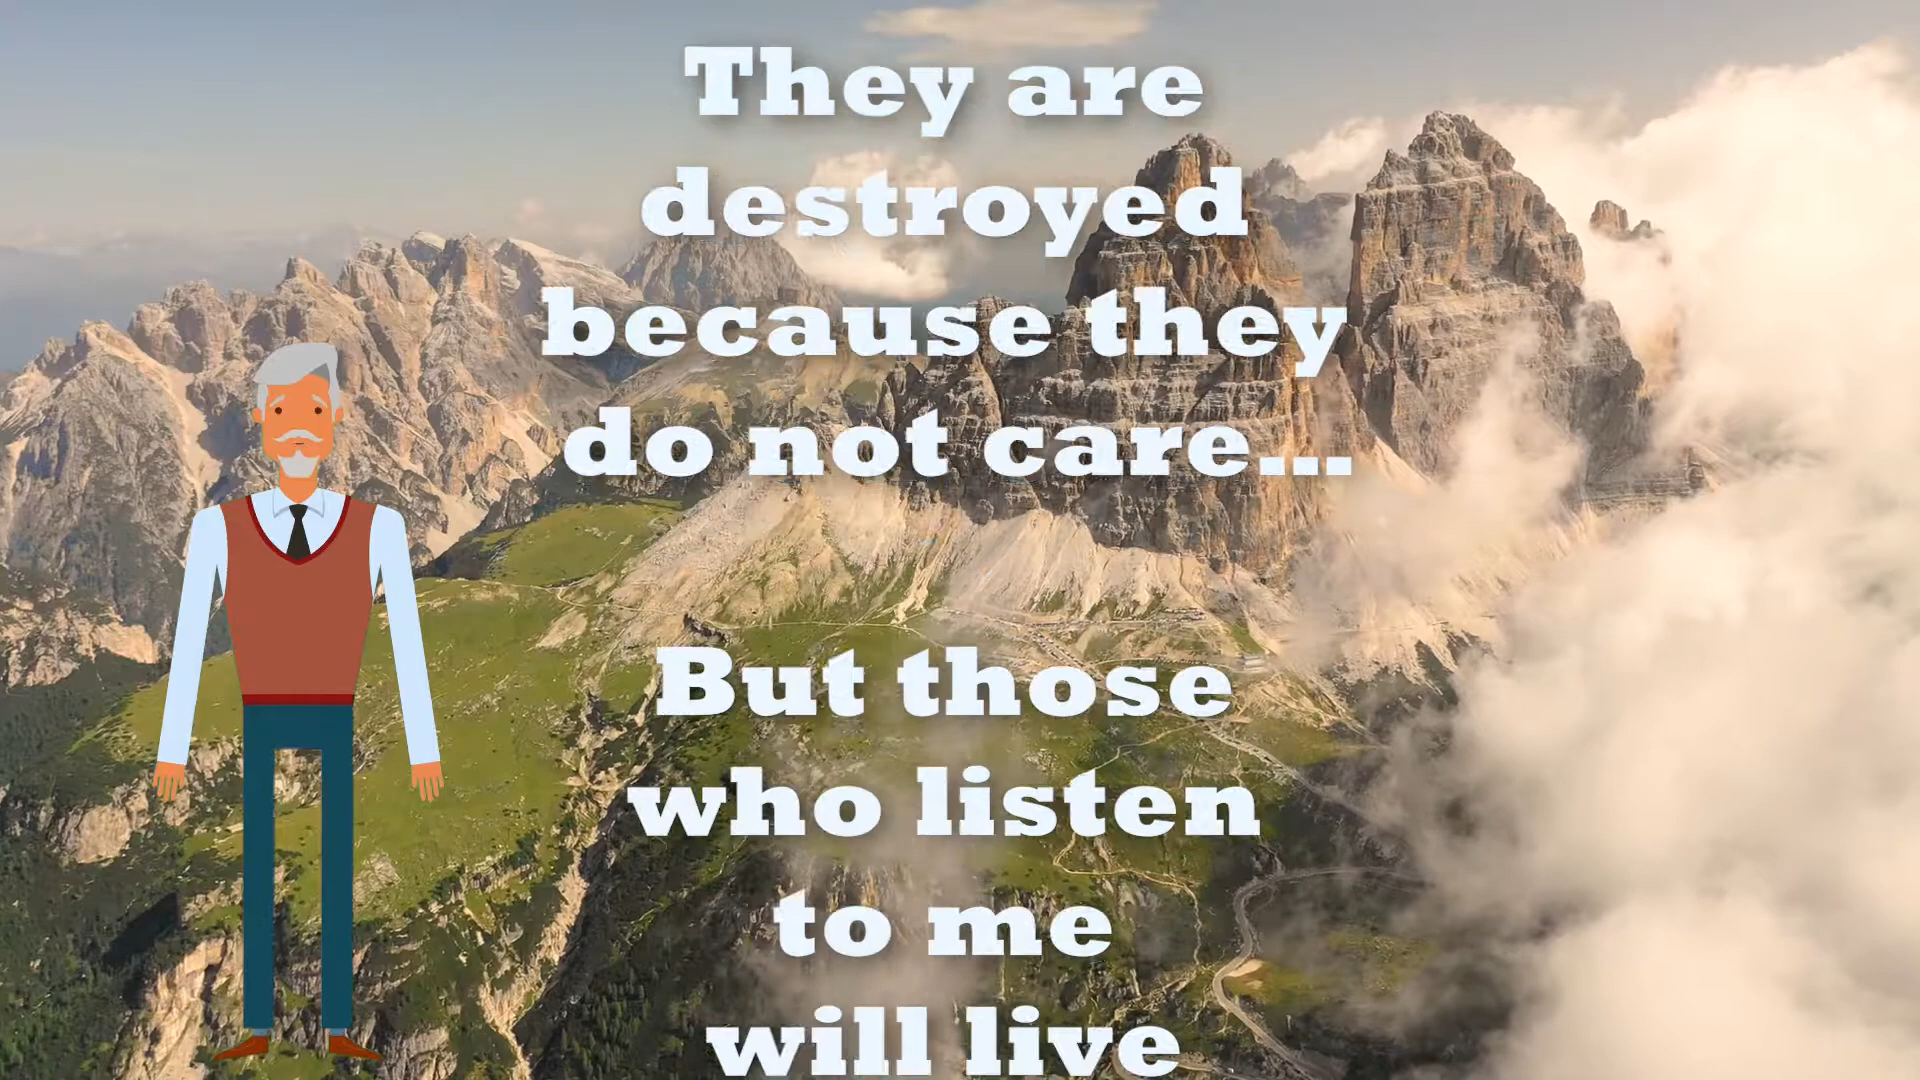 They are
destroyed
because they
do not care...
But those
who listen
to me
will live